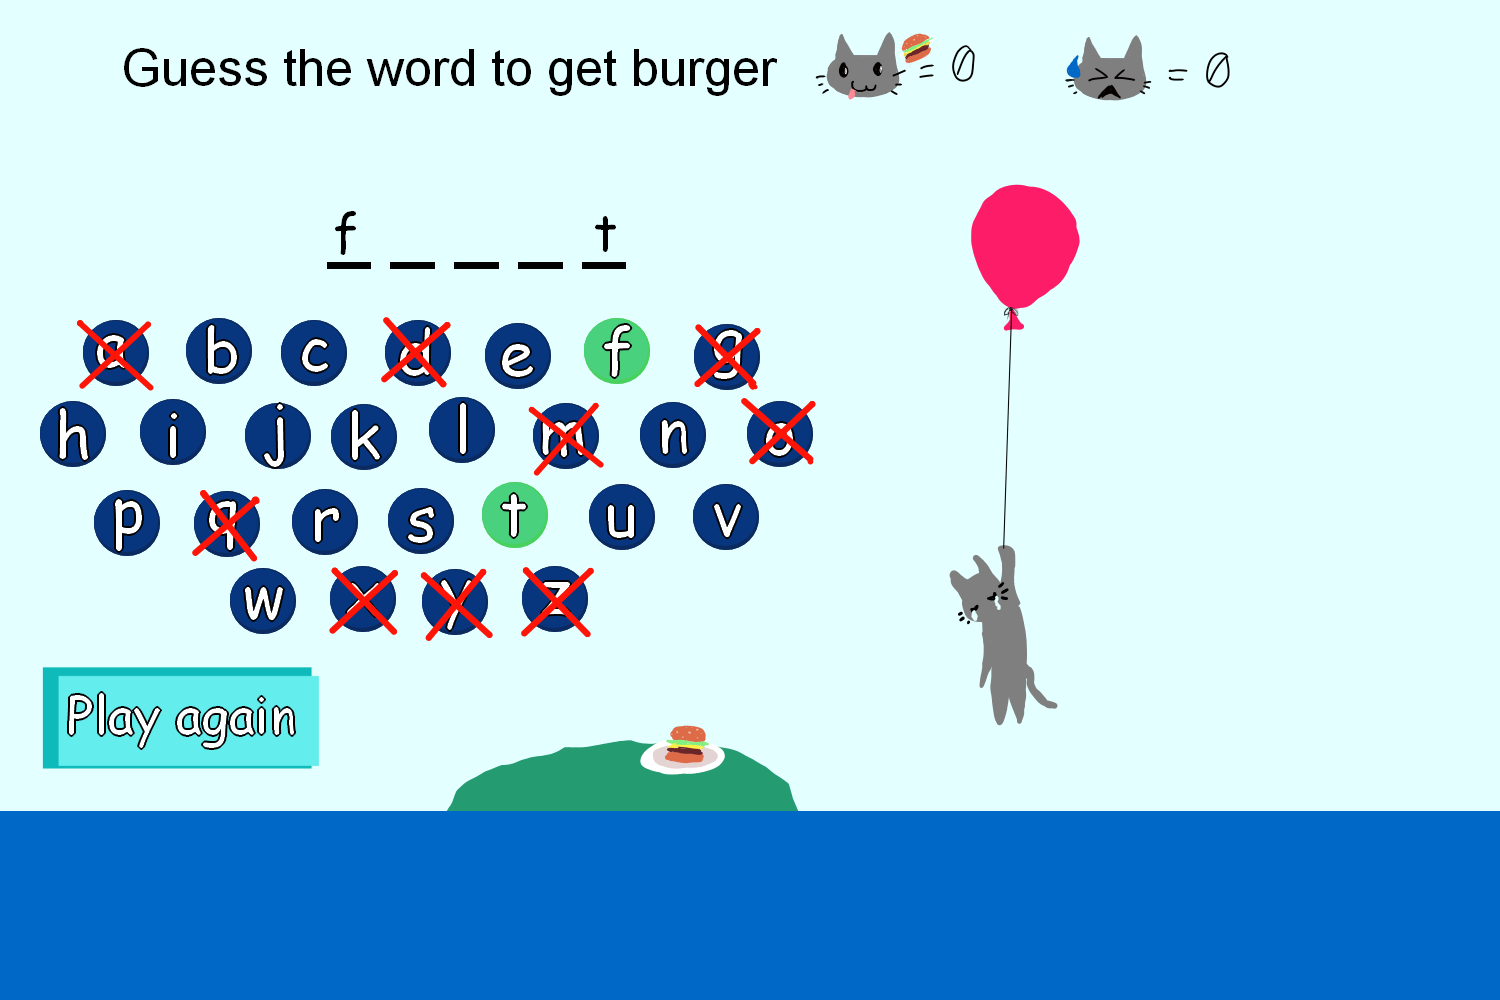 Guess the word to get burger = 0 = 0
f _ _ _ t
a b c d e f g
h i j k l m n o
p q r s t u v
w x y z
Play again